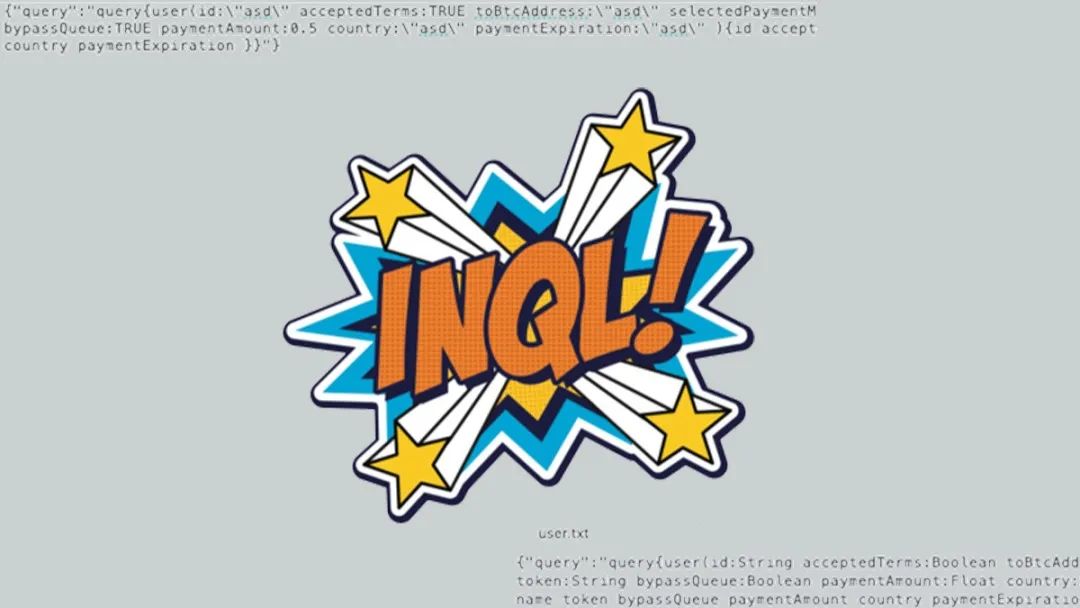 {"query":"query{user(id:\"asd\" acceptedTerms:TRUE toBtcAddress:\"asd\" selectedPaymentM
bypassQueue:TRUE paymentAmount:0.5 country:\"asd\" paymentExpiration:\"asd\" ){id accept
country paymentExpiration }}"}
INQL!
user.txt
{"query":"query{user(id:String acceptedTerms:Boolean toBtcAdd
token:String bypassQueue:Boolean paymentAmount:Float country:
name token bypassQueue paymentAmount country paymentExpiratio